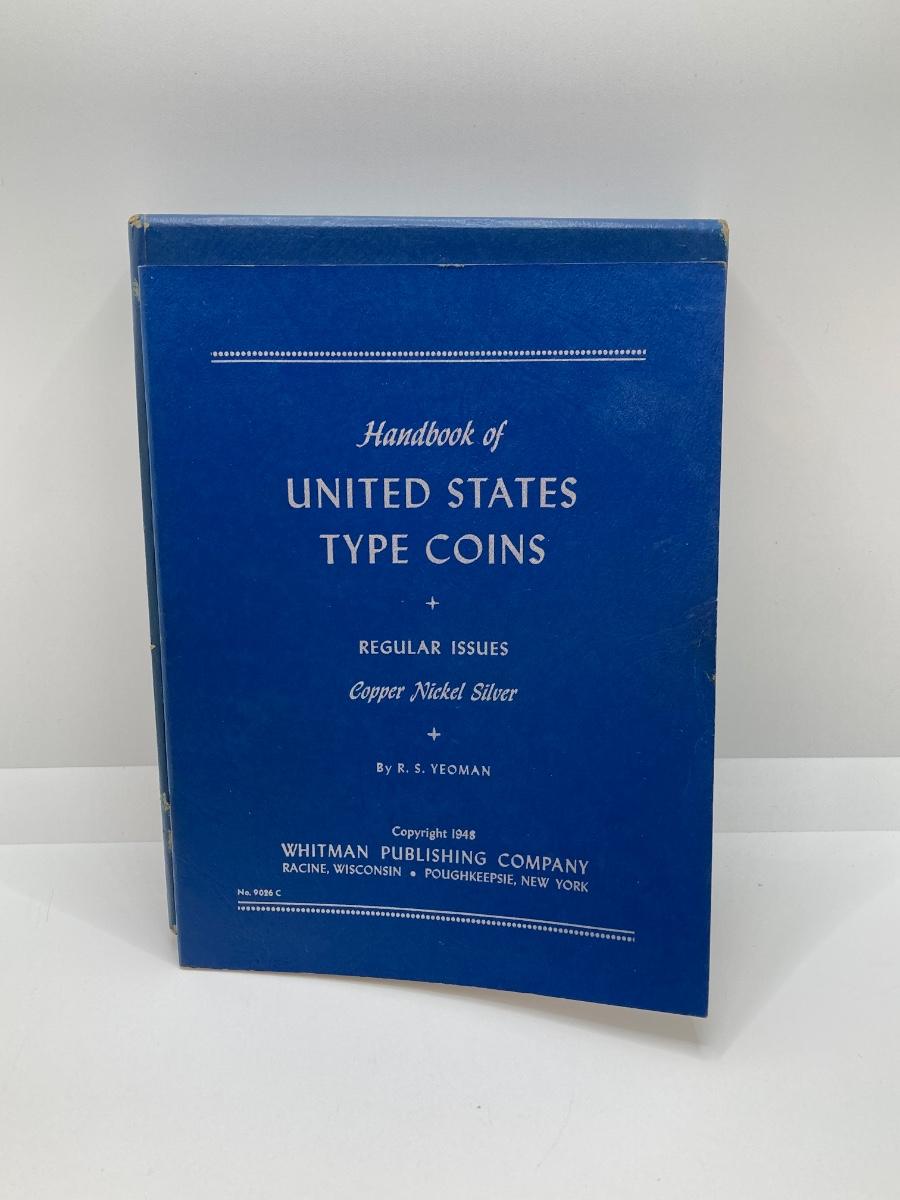 Handbook of
UNITED STATES
TYPE COINS
REGULAR ISSUES
Copper Nickel Silver
By R. S. YEOMAN
Copyright 1948
WHITMAN PUBLISHING COMPANY
RACINE, WISCONSIN • POUGHKEEPSIE, NEW YORK
No. 9026 C